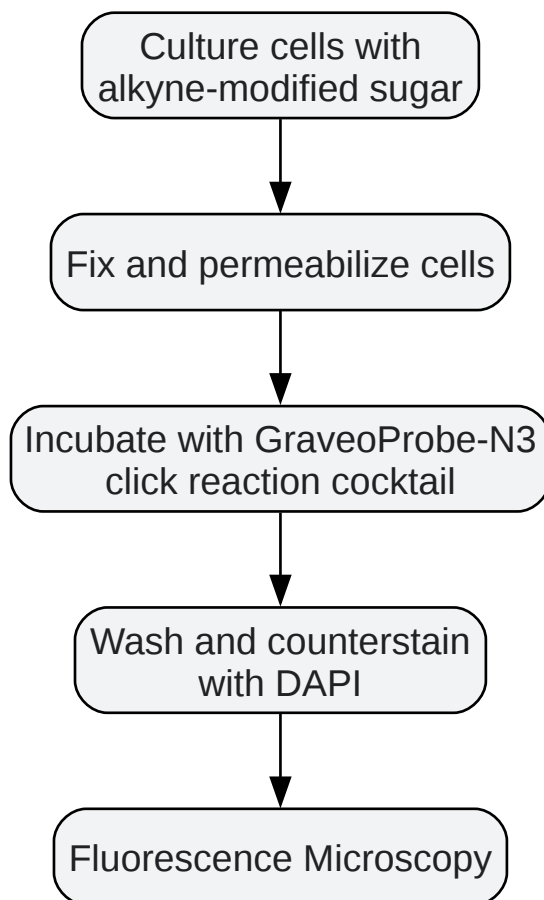 Culture cells with
alkyne-modified sugar
Fix and permeabilize cells
Incubate with GraveoProbe-N3
click reaction cocktail
Wash and counterstain
with DAPI
Fluorescence Microscopy